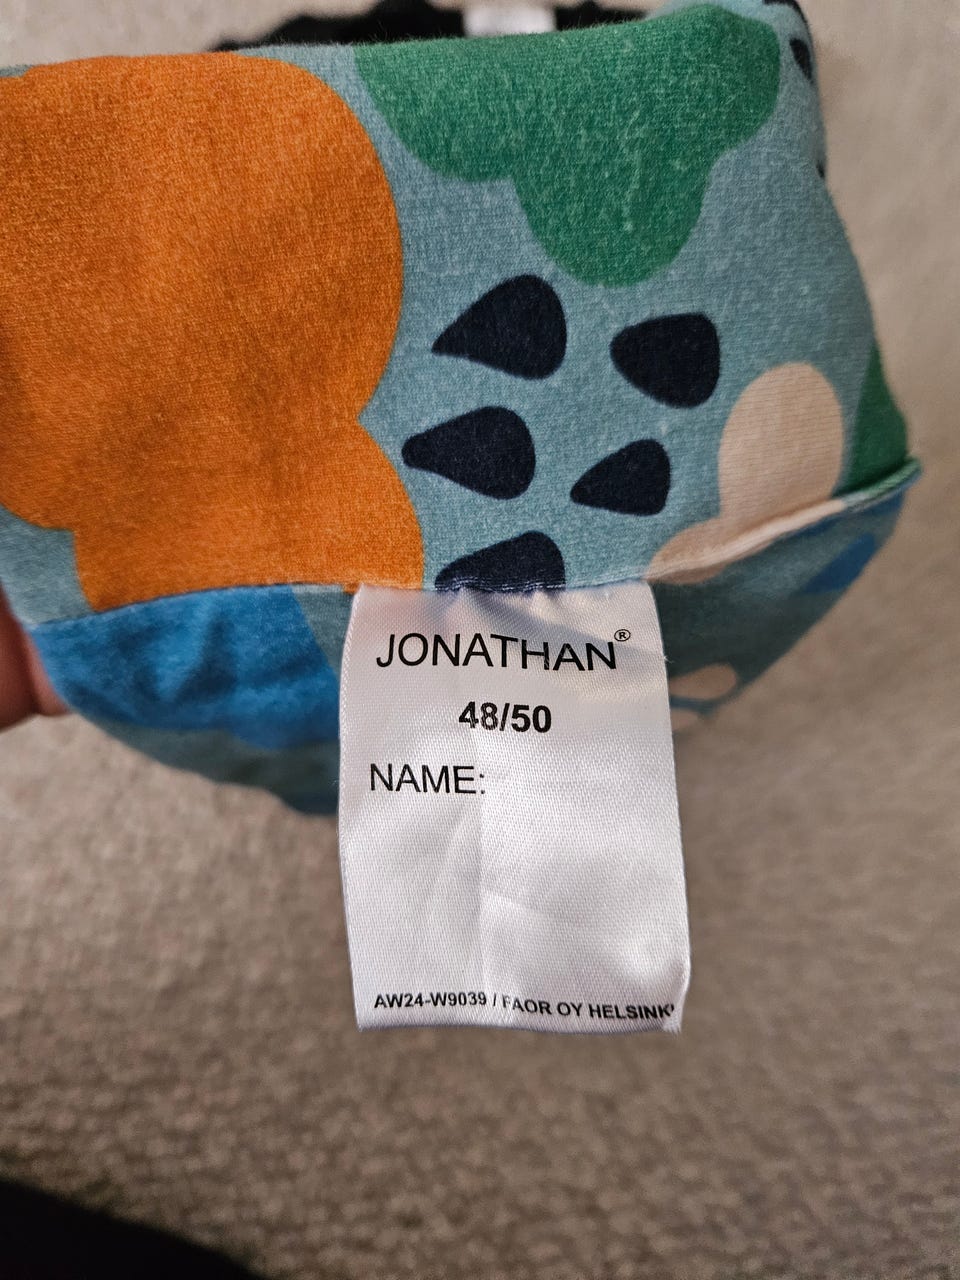 JONATHAN®
48/50
NAME:
AW24-W9039 / FAOR OY HELSINKI